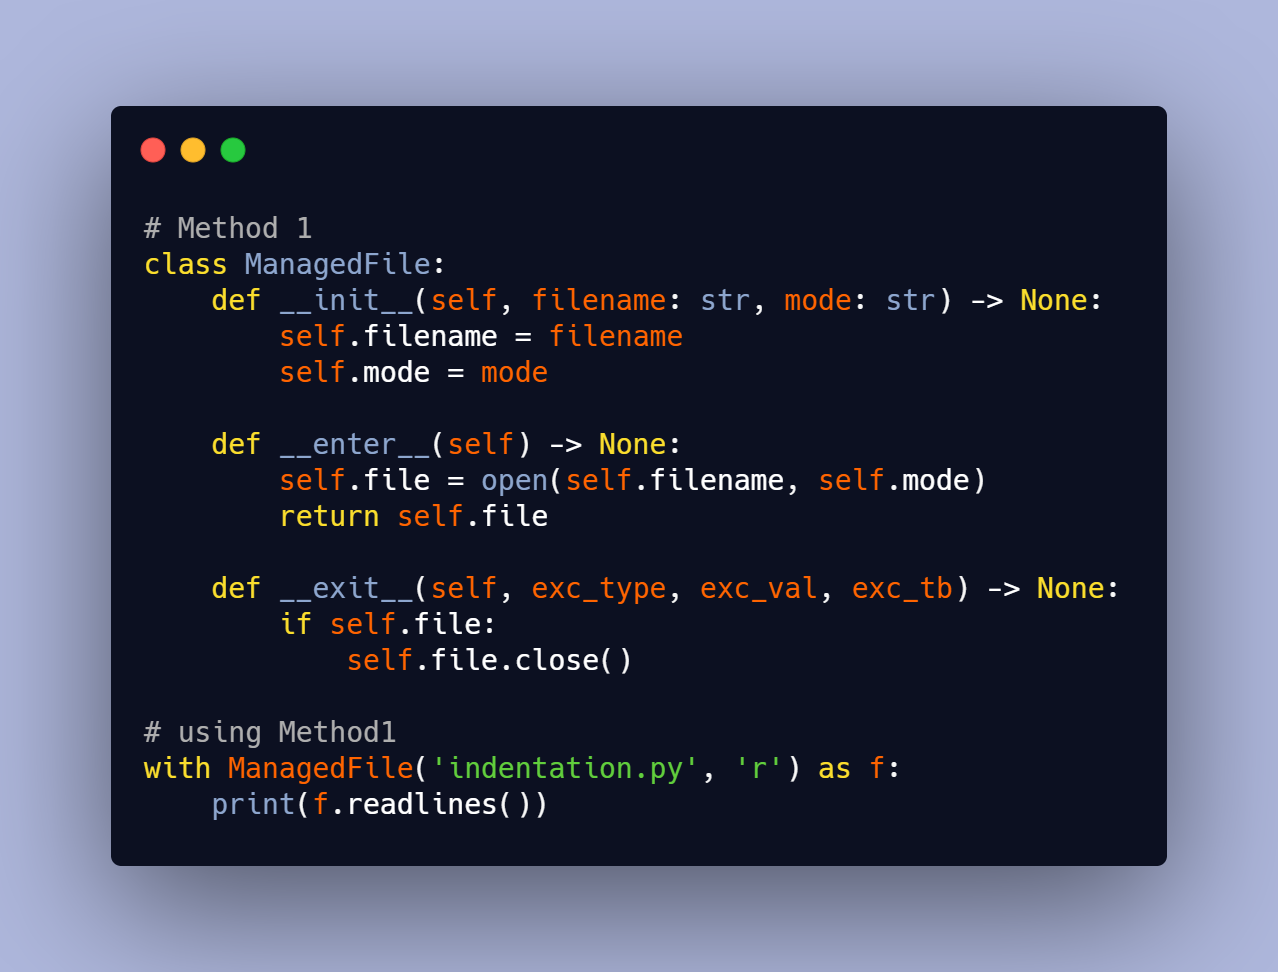 # Method 1
class ManagedFile:
    def __init__(self, filename: str, mode: str) -> None:
        self.filename = filename
        self.mode = mode

    def __enter__(self) -> None:
        self.file = open(self.filename, self.mode)
        return self.file

    def __exit__(self, exc_type, exc_val, exc_tb) -> None:
        if self.file:
            self.file.close()

# using Method1
with ManagedFile('indentation.py', 'r') as f:
    print(f.readlines())